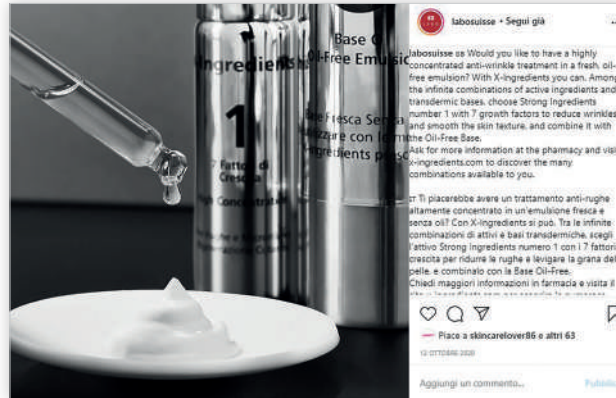 Base
Oil-Free Emulsio
Ingredients
1
Base Fresca Senza
7 Fattori di
Crescita
High Concentration
labosuisse • Segui già
labosuisse Would you like to have a highly
concentrated anti-wrinkle treatment in a fresh, oil-
free emulsion? With X-Ingredients you can. Among
the infinite combinations of active ingredients and
transdermic bases, choose Strong Ingredients
number 1 with 7 growth factors to reduce wrinkles
and smooth the skin texture, and combine it with
the Oil-Free Base.
Ask for more information at the pharmacy and visit
x-ingredients.com to discover the many
combinations available to you.
Ti piacerebbe avere un trattamento anti-rughe
altamente concentrato in un'emulsione fresca e
senza oli? Con X-Ingredients si può. Tra le infinite
combinazioni di attivi e basi transdermiche, scegli
l'attivo Strong Ingredients numero 1 con i 7 fattori
crescita per ridurre le rughe e levigare la grana del
pelle, e combinalo con la Base Oil-Free.
Chiedi maggiori informazioni in farmacia e visita il
Piace a skincarelover86 e altri 63
12 OTTOBRE 2020
Aggiungi un commento...
Pubblic